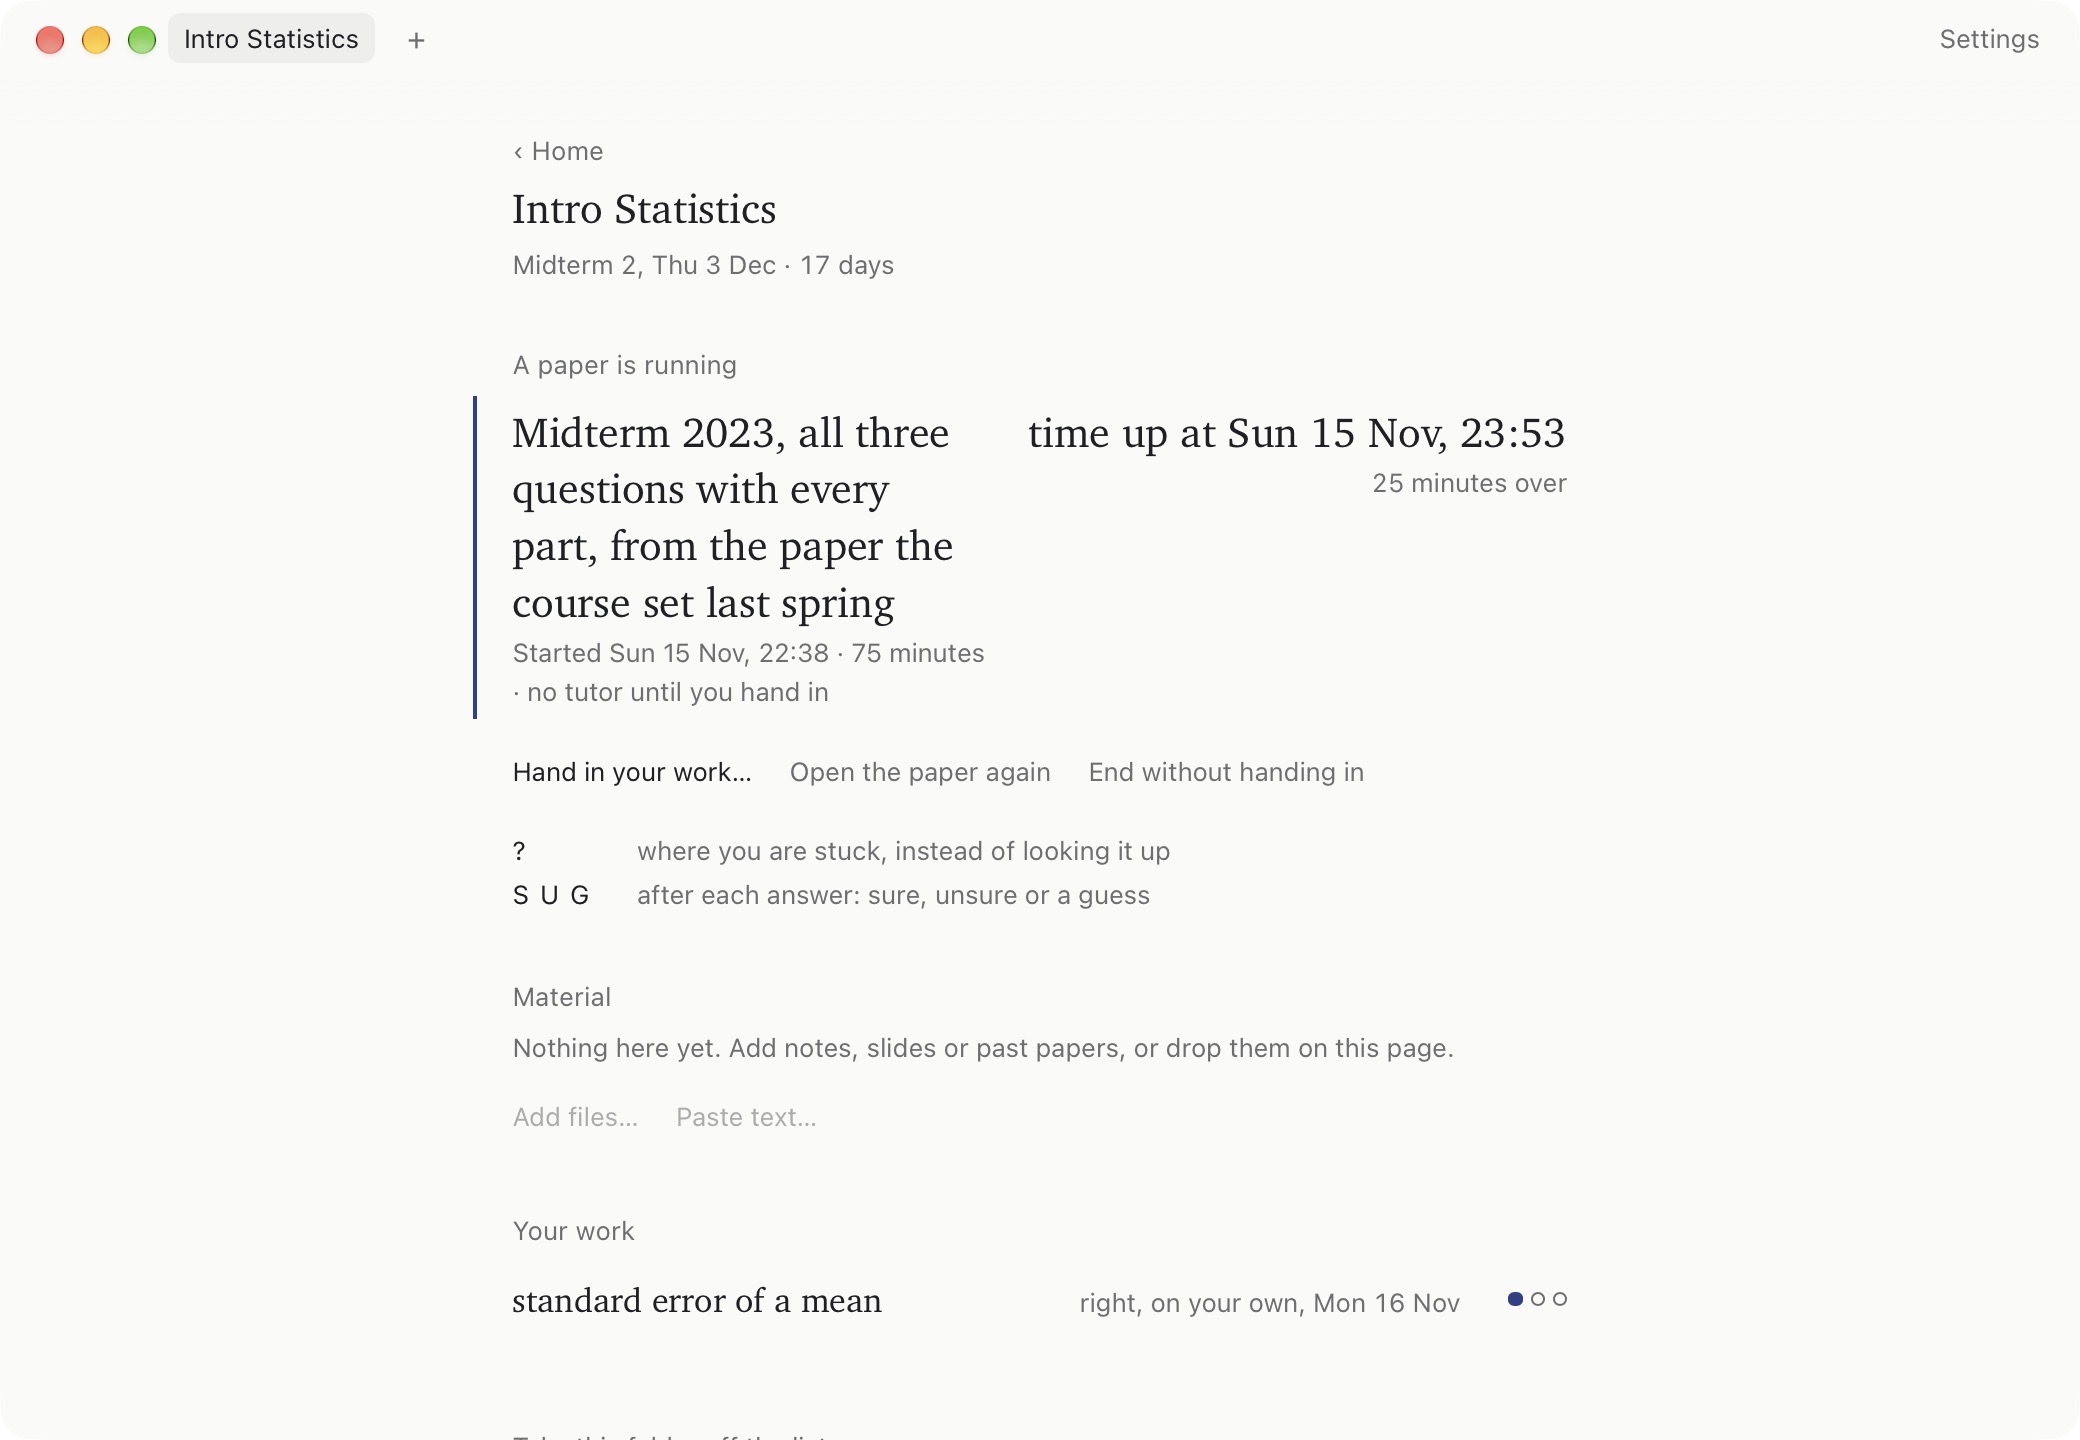 Intro Statistics
+
Settings
‹ Home
Intro Statistics
Midterm 2, Thu 3 Dec · 17 days
A paper is running
Midterm 2023, all three
questions with every
part, from the paper the
course set last spring
time up at Sun 15 Nov, 23:53
25 minutes over
Started Sun 15 Nov, 22:38 · 75 minutes
· no tutor until you hand in
Hand in your work… Open the paper again End without handing in
? where you are stuck, instead of looking it up
S U G after each answer: sure, unsure or a guess
Material
Nothing here yet. Add notes, slides or past papers, or drop them on this page.
Add files… Paste text…
Your work
standard error of a mean right, on your own, Mon 16 Nov